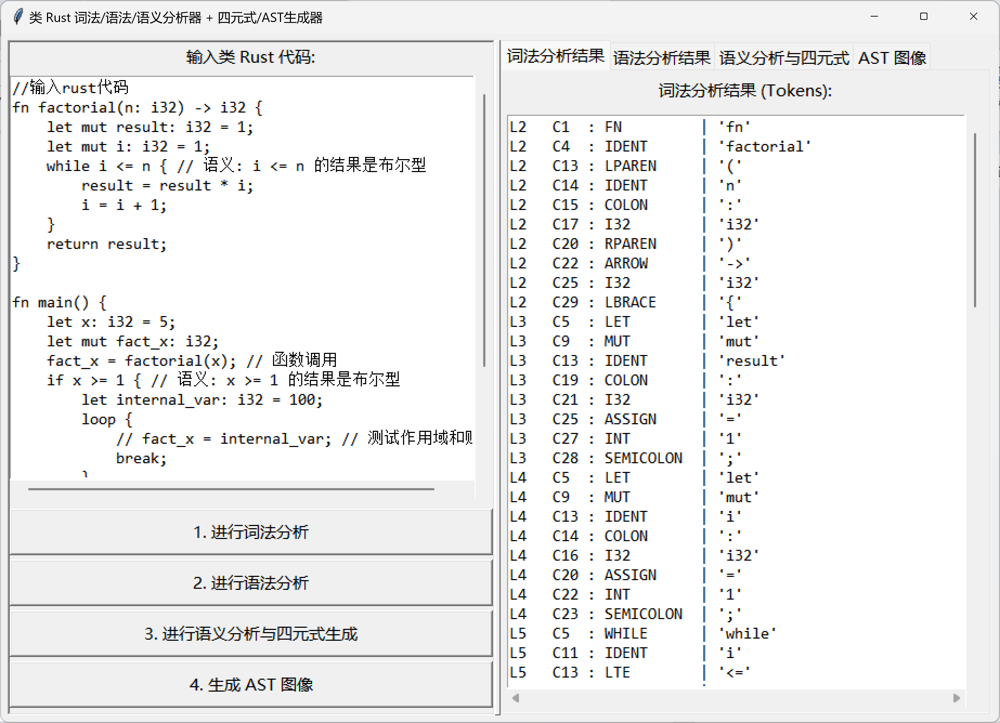 类 Rust 词法/语法/语义分析器 + 四元式/AST生成器
输入类 Rust 代码:
//输入rust代码
fn factorial(n: i32) -> i32 {
    let mut result: i32 = 1;
    let mut i: i32 = 1;
    while i <= n { // 语义: i <= n 的结果是布尔型
        result = result * i;
        i = i + 1;
    }
    return result;
}
fn main() {
    let x: i32 = 5;
    let mut fact_x: i32;
    fact_x = factorial(x); // 函数调用
    if x >= 1 { // 语义: x >= 1 的结果是布尔型
        let internal_var: i32 = 100;
        loop {
            // fact_x = internal_var; // 测试作用域和
            break;
        }
1. 进行词法分析
2. 进行语法分析
3. 进行语义分析与四元式生成
4. 生成 AST 图像
词法分析结果 语法分析结果 语义分析与四元式 AST 图像
词法分析结果 (Tokens):
L2   C1  : FN         | 'fn'
L2   C4  : IDENT      | 'factorial'
L2   C13 : LPAREN     | '('
L2   C14 : IDENT      | 'n'
L2   C15 : COLON      | ':'
L2   C17 : I32        | 'i32'
L2   C20 : RPAREN     | ')'
L2   C22 : ARROW      | '->'
L2   C25 : I32        | 'i32'
L2   C29 : LBRACE     | '{'
L3   C5  : LET        | 'let'
L3   C9  : MUT        | 'mut'
L3   C13 : IDENT      | 'result'
L3   C19 : COLON      | ':'
L3   C21 : I32        | 'i32'
L3   C25 : ASSIGN     | '='
L3   C27 : INT        | '1'
L3   C28 : SEMICOLON  | ';'
L4   C5  : LET        | 'let'
L4   C9  : MUT        | 'mut'
L4   C13 : IDENT      | 'i'
L4   C14 : COLON      | ':'
L4   C16 : I32        | 'i32'
L4   C20 : ASSIGN     | '='
L4   C22 : INT        | '1'
L4   C23 : SEMICOLON  | ';'
L5   C5  : WHILE      | 'while'
L5   C11 : IDENT      | 'i'
L5   C13 : LTE        | '<='